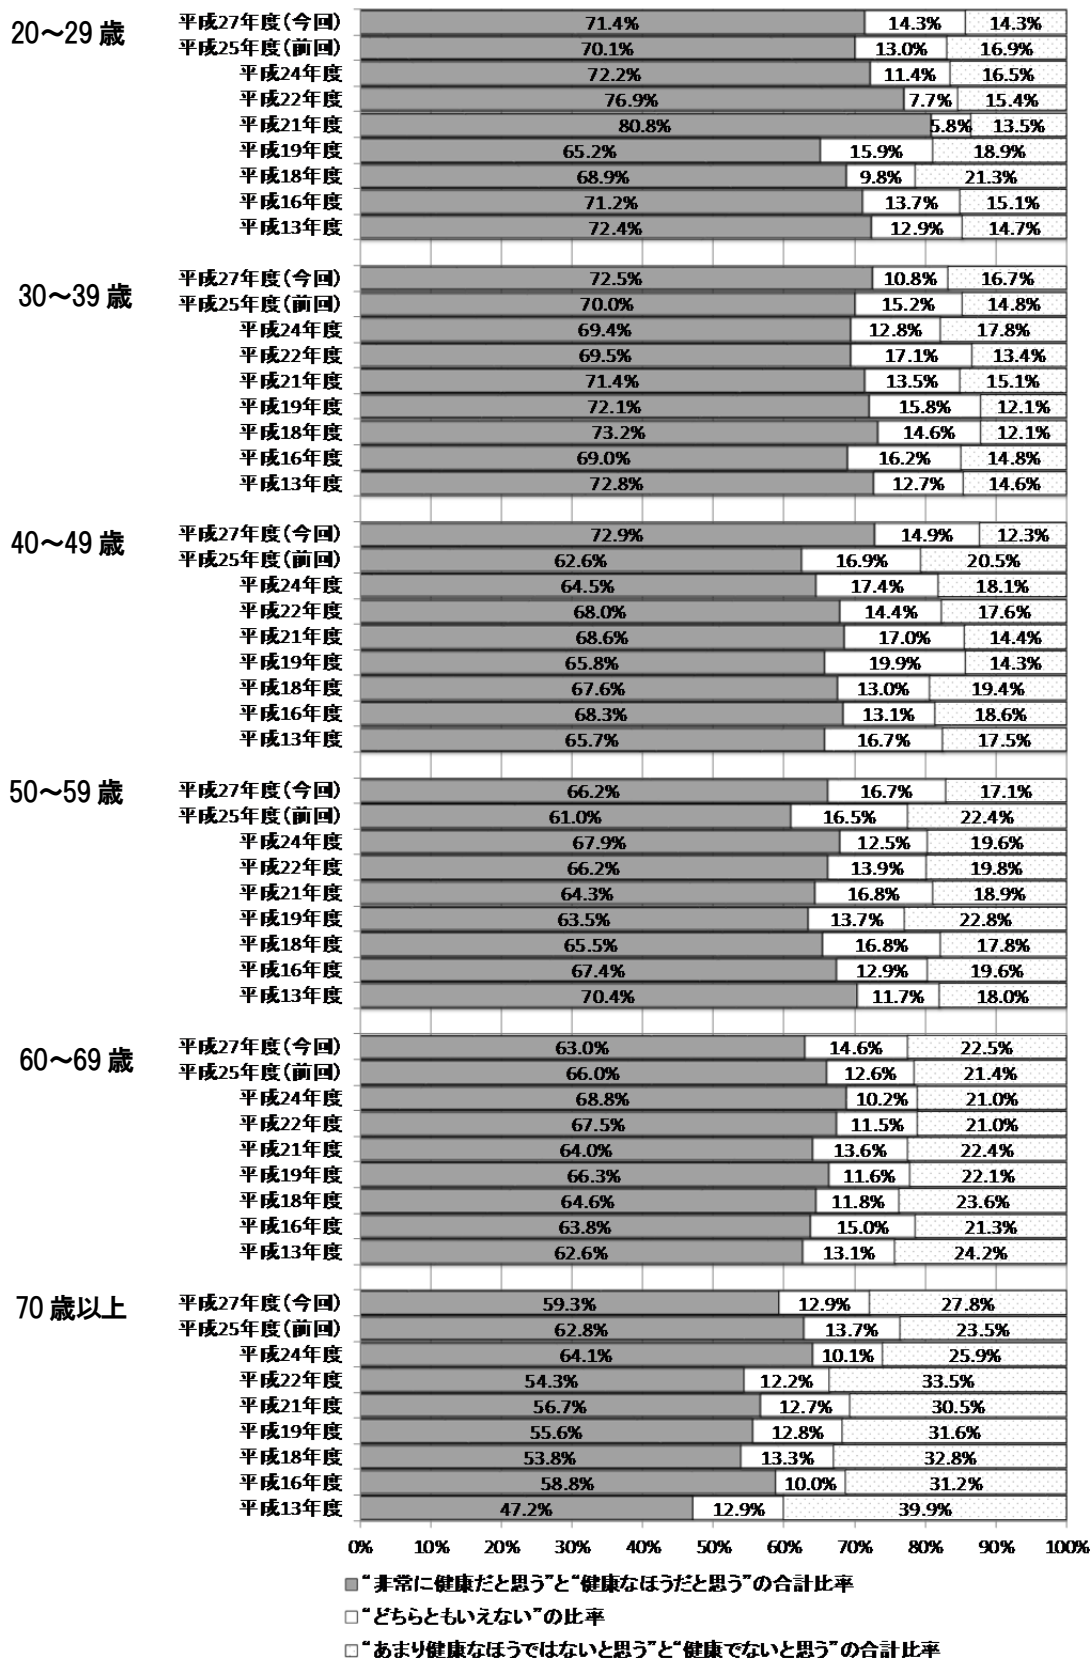 20～29 歳
平成27年度(今回) 71.4% 14.3% 14.3%
平成25年度(前回) 70.1% 13.0% 16.9%
平成24年度 72.2% 11.4% 16.5%
平成22年度 76.9% 7.7% 15.4%
平成21年度 80.8% 5.8% 13.5%
平成19年度 65.2% 15.9% 18.9%
平成18年度 68.9% 9.8% 21.3%
平成16年度 71.2% 13.7% 15.1%
平成13年度 72.4% 12.9% 14.7%
30～39 歳
平成27年度(今回) 72.5% 10.8% 16.7%
平成25年度(前回) 70.0% 15.2% 14.8%
平成24年度 69.4% 12.8% 17.8%
平成22年度 69.5% 17.1% 13.4%
平成21年度 71.4% 13.5% 15.1%
平成19年度 72.1% 15.8% 12.1%
平成18年度 73.2% 14.6% 12.1%
平成16年度 69.0% 16.2% 14.8%
平成13年度 72.8% 12.7% 14.6%
40～49 歳
平成27年度(今回) 72.9% 14.9% 12.3%
平成25年度(前回) 62.6% 16.9% 20.5%
平成24年度 64.5% 17.4% 18.1%
平成22年度 68.0% 14.4% 17.6%
平成21年度 68.6% 17.0% 14.4%
平成19年度 65.8% 19.9% 14.3%
平成18年度 67.6% 13.0% 19.4%
平成16年度 68.3% 13.1% 18.6%
平成13年度 65.7% 16.7% 17.5%
50～59 歳
平成27年度(今回) 66.2% 16.7% 17.1%
平成25年度(前回) 61.0% 16.5% 22.4%
平成24年度 67.9% 12.5% 19.6%
平成22年度 66.2% 13.9% 19.8%
平成21年度 64.3% 16.8% 18.9%
平成19年度 63.5% 13.7% 22.8%
平成18年度 65.5% 16.8% 17.8%
平成16年度 67.4% 12.9% 19.6%
平成13年度 70.4% 11.7% 18.0%
60～69 歳
平成27年度(今回) 63.0% 14.6% 22.5%
平成25年度(前回) 66.0% 12.6% 21.4%
平成24年度 68.8% 10.2% 21.0%
平成22年度 67.5% 11.5% 21.0%
平成21年度 64.0% 13.6% 22.4%
平成19年度 66.3% 11.6% 22.1%
平成18年度 64.6% 11.8% 23.6%
平成16年度 63.8% 15.0% 21.3%
平成13年度 62.6% 13.1% 24.2%
70 歳以上
平成27年度(今回) 59.3% 12.9% 27.8%
平成25年度(前回) 62.8% 13.7% 23.5%
平成24年度 64.1% 10.1% 25.9%
平成22年度 54.3% 12.2% 33.5%
平成21年度 56.7% 12.7% 30.5%
平成19年度 55.6% 12.8% 31.6%
平成18年度 53.8% 13.3% 32.8%
平成16年度 58.8% 10.0% 31.2%
平成13年度 47.2% 12.9% 39.9%
0% 10% 20% 30% 40% 50% 60% 70% 80% 90% 100%
“非常に健康だと思う”と“健康なほうだと思う”の合計比率
“どちらともいえない”の比率
“あまり健康なほうではないと思う”と“健康でないと思う”の合計比率